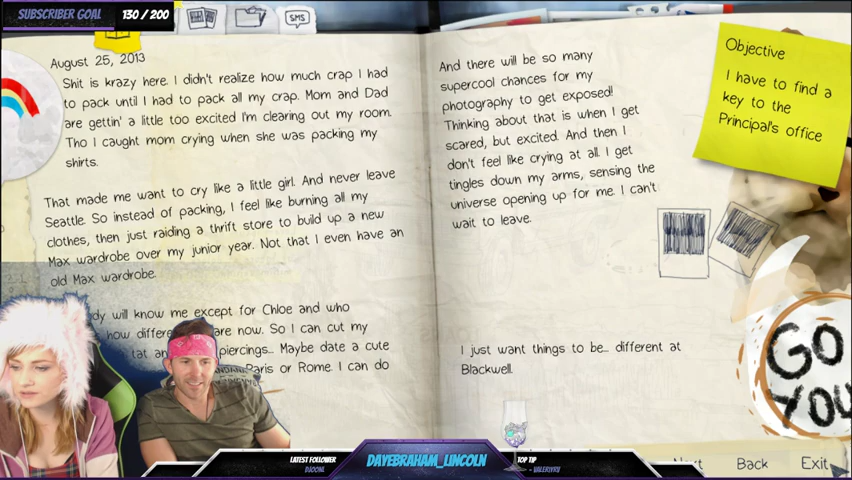 SUBSCRIBER GOAL 130 / 200
SMS
August 25, 2013
Shit is krazy here. I didn't realize how much crap I had
to pack until I had to pack all my crap. Mom and Dad
are gettin' a little too excited I'm clearing out my room.
Tho I caught mom crying when she was packing my
shirts.
That made me want to cry like a little girl. And never leave
Seattle. So instead of packing, I feel like burning all my
clothes, then just raiding a thrift store to build up a new
Max wardrobe over my junior year. Not that I even have an
old Max wardrobe.
dy will know me except for Chloe and who
how differe are now. So I can cut my
tat an piercings... Maybe date a cute
Paris or Rome. I can do
And there will be so many
supercool chances for my
photography to get exposed!
Thinking about that is when I get
scared, but excited. And then I
don't feel like crying at all. I get
tingles down my arms, sensing the
universe opening up for me. I can't
wait to leave.
I just want things to be... different at
Blackwell.
Objective
I have to find a
key to the
Principal's office
GO
YOU
LATEST FOLLOWER
DAYEBRAHAM_LINCOLN
TOP TIP
Back
Exit